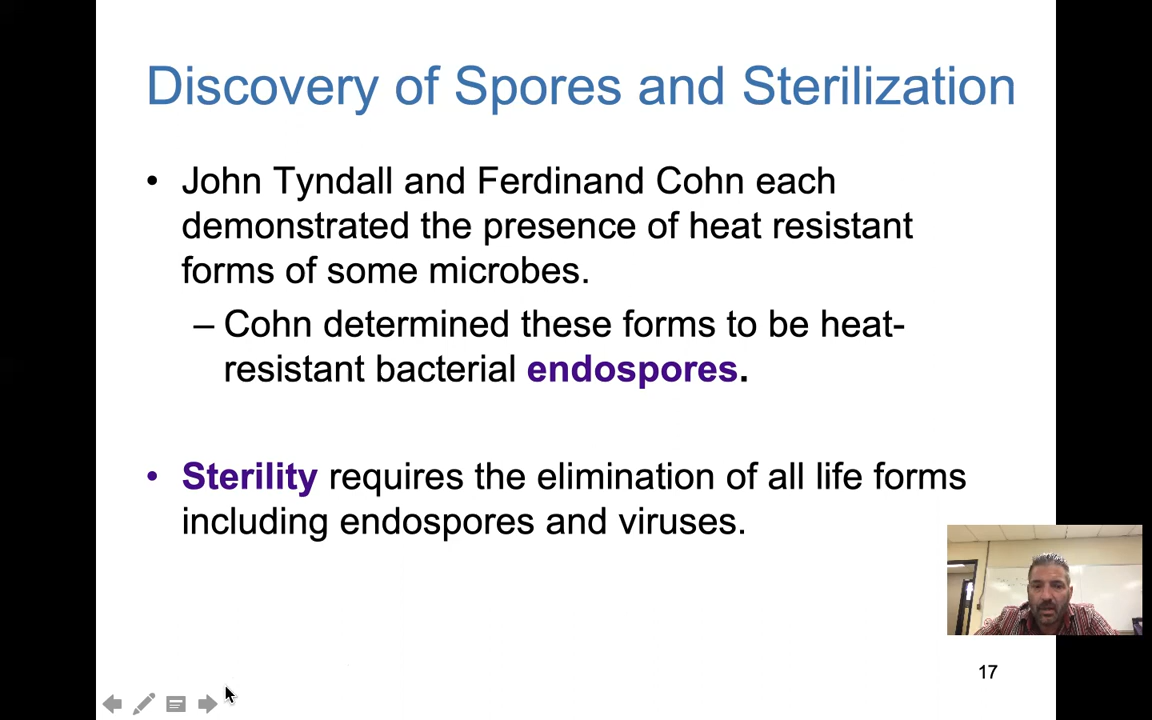 Discovery of Spores and Sterilization
• John Tyndall and Ferdinand Cohn each
demonstrated the presence of heat resistant
forms of some microbes.
– Cohn determined these forms to be heat-
resistant bacterial endospores.
• Sterility requires the elimination of all life forms
including endospores and viruses.
17